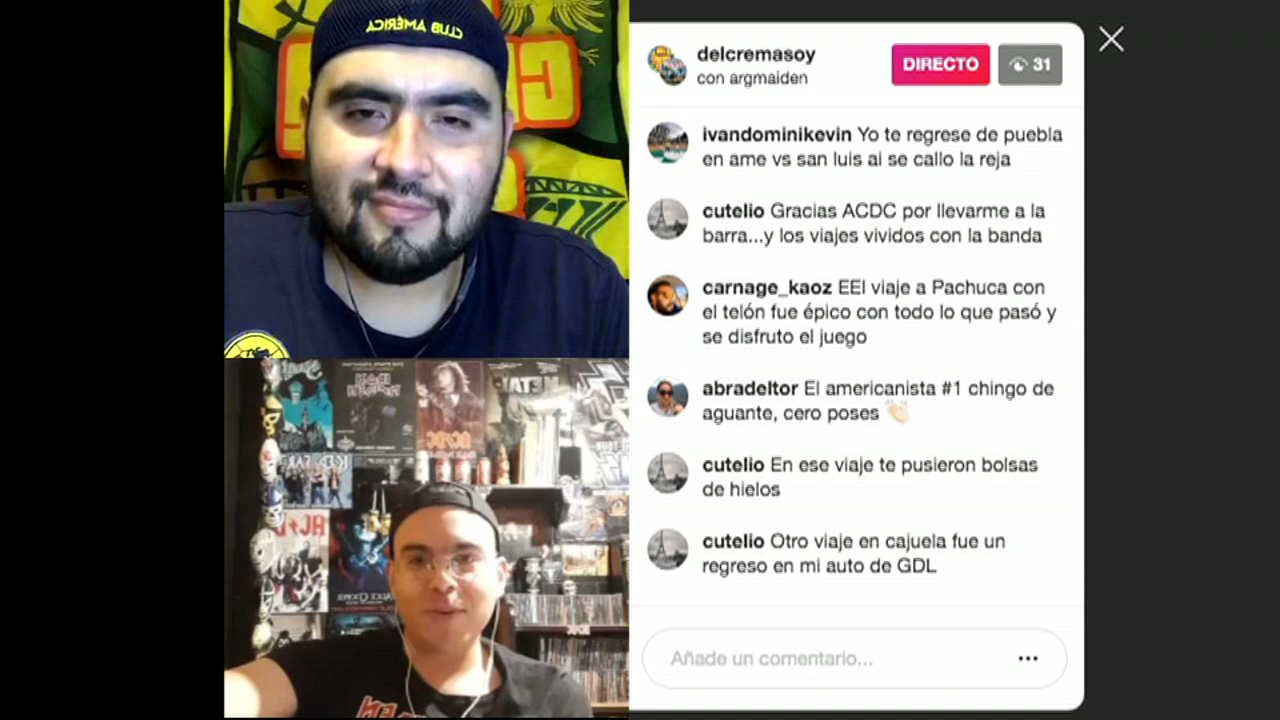 CLUB AMÉRICA
IRON
MAIDEN
META
AC/DC
ALICE COOPER
delcremasoy
con argmaiden
DIRECTO
31
ivandominikevin Yo te regrese de puebla
en ame vs san luis ai se callo la reja
cutelio Gracias ACDC por llevarme a la
barra...y los viajes vividos con la banda
carnage_kaoz EEl viaje a Pachuca con
el telón fue épico con todo lo que pasó y
se disfruto el juego
abradeltor El americanista #1 chingo de
aguante, cero poses 👏🏻
cutelio En ese viaje te pusieron bolsas
de hielos
cutelio Otro viaje en cajuela fue un
regreso en mi auto de GDL
Añade un comentario...